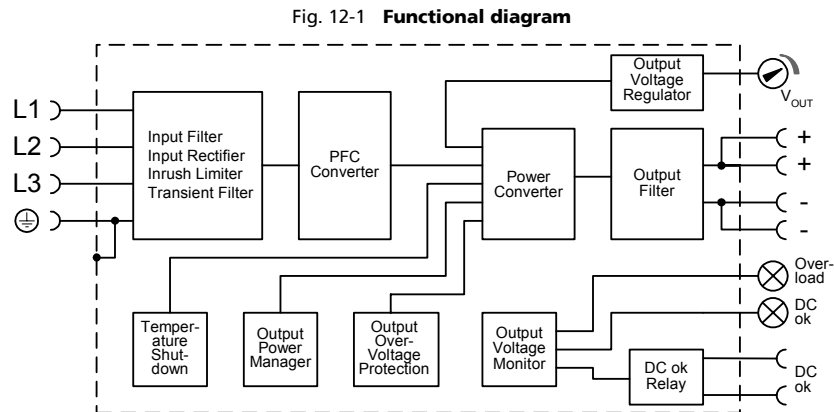 Fig. 12-1 Functional diagram
L1
L2
L3
Input Filter
Input Rectifier
Inrush Limiter
Transient Filter
PFC
Converter
Power
Converter
Output
Voltage
Regulator
Output
Filter
VOUT
+
+
-
-
Temper-
ature
Shut-
down
Output
Power
Manager
Output
Over-
Voltage
Protection
Output
Voltage
Monitor
DC ok
Relay
Over-
load
DC
ok
DC
ok